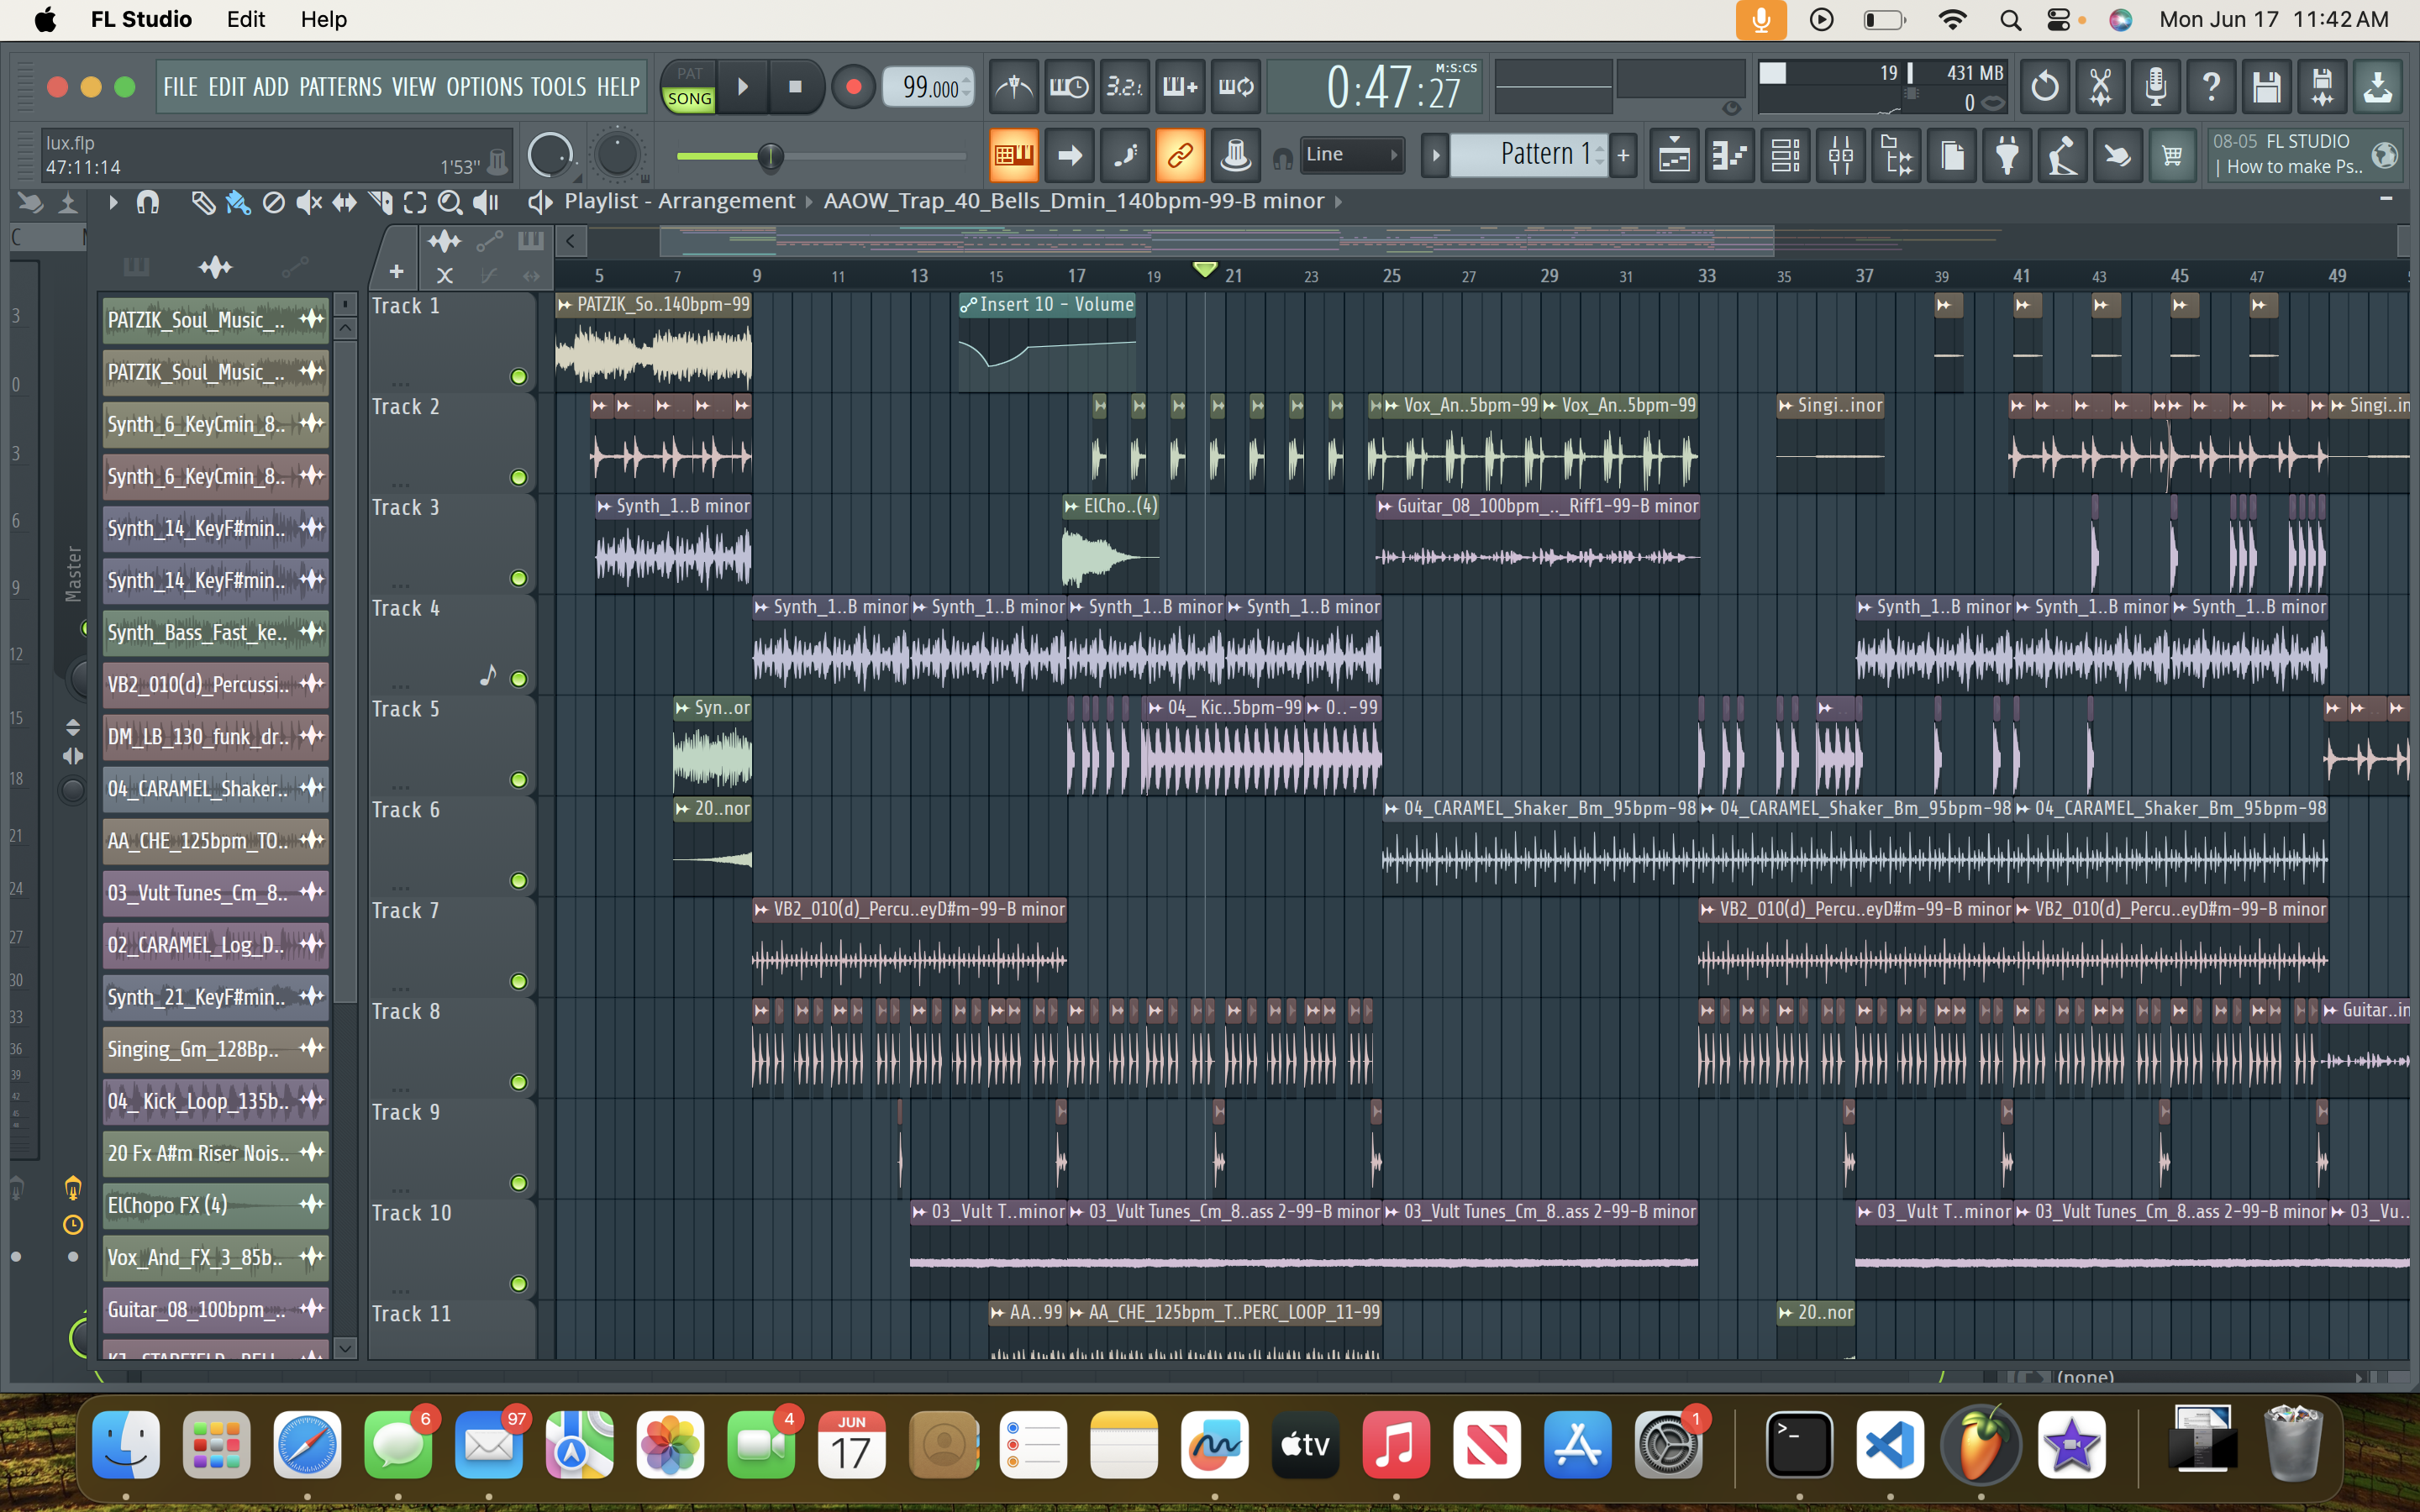 FL Studio Edit Help
Mon Jun 17 11:42 AM
FILE EDIT ADD PATTERNS VIEW OPTIONS TOOLS HELP
PAT
SONG
99.000
3.2.
0:47:27
M:S:CS
19
431 MB
0
lux.flp
47:11:14
1'53"
Line
Pattern 1
08-05 FL STUDIO
| How to make Ps..
Playlist - Arrangement
AAOW_Trap_40_Bells_Dmin_140bpm-99-B minor
5 7 9 11 13 15 17 19 21 23 25 27 29 31 33 35 37 39 41 43 45 47 49
Master
PATZIK_Soul_Music_..
PATZIK_Soul_Music_..
Synth_6_KeyCmin_8..
Synth_6_KeyCmin_8..
Synth_14_KeyF#min..
Synth_14_KeyF#min..
Synth_Bass_Fast_ke..
VB2_010(d)_Percussi..
DM_LB_130_funk_dr..
04_CARAMEL_Shaker..
AA_CHE_125bpm_TO..
03_Vult Tunes_Cm_8..
02_CARAMEL_Log_D..
Synth_21_KeyF#min..
Singing_Gm_128Bp..
04_ Kick_Loop_135b..
20 Fx A#m Riser Nois..
ElChopo FX (4)
Vox_And_FX_3_85b..
Guitar_08_100bpm_..
Track 1
PATZIK_So..140bpm-99
Insert 10 - Volume
Track 2
Vox_An..5bpm-99
Vox_An..5bpm-99
Singi..inor
Singi..in
Track 3
Synth_1..B minor
ElCho..(4)
Guitar_08_100bpm_.._Riff1-99-B minor
Track 4
Synth_1..B minor
Synth_1..B minor
Synth_1..B minor
Synth_1..B minor
Synth_1..B minor
Synth_1..B minor
Synth_1..B minor
Track 5
Syn..or
04_ Kic..5bpm-99
0..-99
Track 6
20..nor
04_CARAMEL_Shaker_Bm_95bpm-98
04_CARAMEL_Shaker_Bm_95bpm-98
04_CARAMEL_Shaker_Bm_95bpm-98
Track 7
VB2_010(d)_Percu..eyD#m-99-B minor
VB2_010(d)_Percu..eyD#m-99-B minor
VB2_010(d)_Percu..eyD#m-99-B minor
Track 8
Guitar..in
Track 9
Track 10
03_Vult T..minor
03_Vult Tunes_Cm_8..ass 2-99-B minor
03_Vult Tunes_Cm_8..ass 2-99-B minor
03_Vult T..minor
03_Vult Tunes_Cm_8..ass 2-99-B minor
03_Vu..
Track 11
AA..99
AA_CHE_125bpm_T..PERC_LOOP_11-99
20..nor
(none)
6
97
4
JUN
17
tv
1